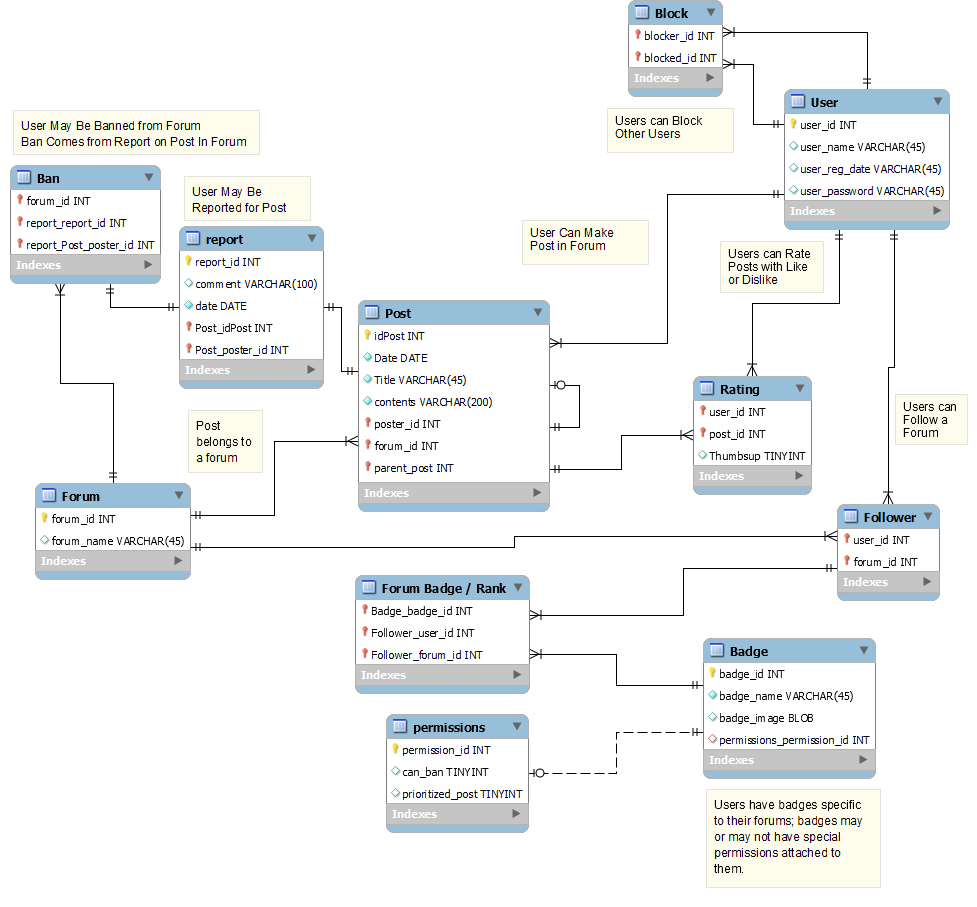 Block
blocker_id INT
blocked_id INT
Indexes
Users can Block
Other Users
User
user_id INT
user_name VARCHAR(45)
user_reg_date VARCHAR(45)
user_password VARCHAR(45)
Indexes
User May Be Banned from Forum
Ban Comes from Report on Post In Forum
Ban
forum_id INT
report_report_id INT
report_Post_poster_id INT
Indexes
User May Be
Reported for Post
report
report_id INT
comment VARCHAR(100)
date DATE
Post_idPost INT
Post_poster_id INT
Indexes
User Can Make
Post in Forum
Users can Rate
Posts with Like
or Dislike
Post
idPost INT
Date DATE
Title VARCHAR(45)
contents VARCHAR(200)
poster_id INT
forum_id INT
parent_post INT
Indexes
Rating
user_id INT
post_id INT
Thumbsup TINYINT
Indexes
Users can
Follow a
Forum
Post
belongs to
a forum
Forum
forum_id INT
forum_name VARCHAR(45)
Indexes
Follower
user_id INT
forum_id INT
Indexes
Forum Badge / Rank
Badge_badge_id INT
Follower_user_id INT
Follower_forum_id INT
Indexes
Badge
badge_id INT
badge_name VARCHAR(45)
badge_image BLOB
permissions_permission_id INT
Indexes
permissions
permission_id INT
can_ban TINYINT
prioritized_post TINYINT
Indexes
Users have badges specific
to their forums; badges may
or may not have special
permissions attached to
them.